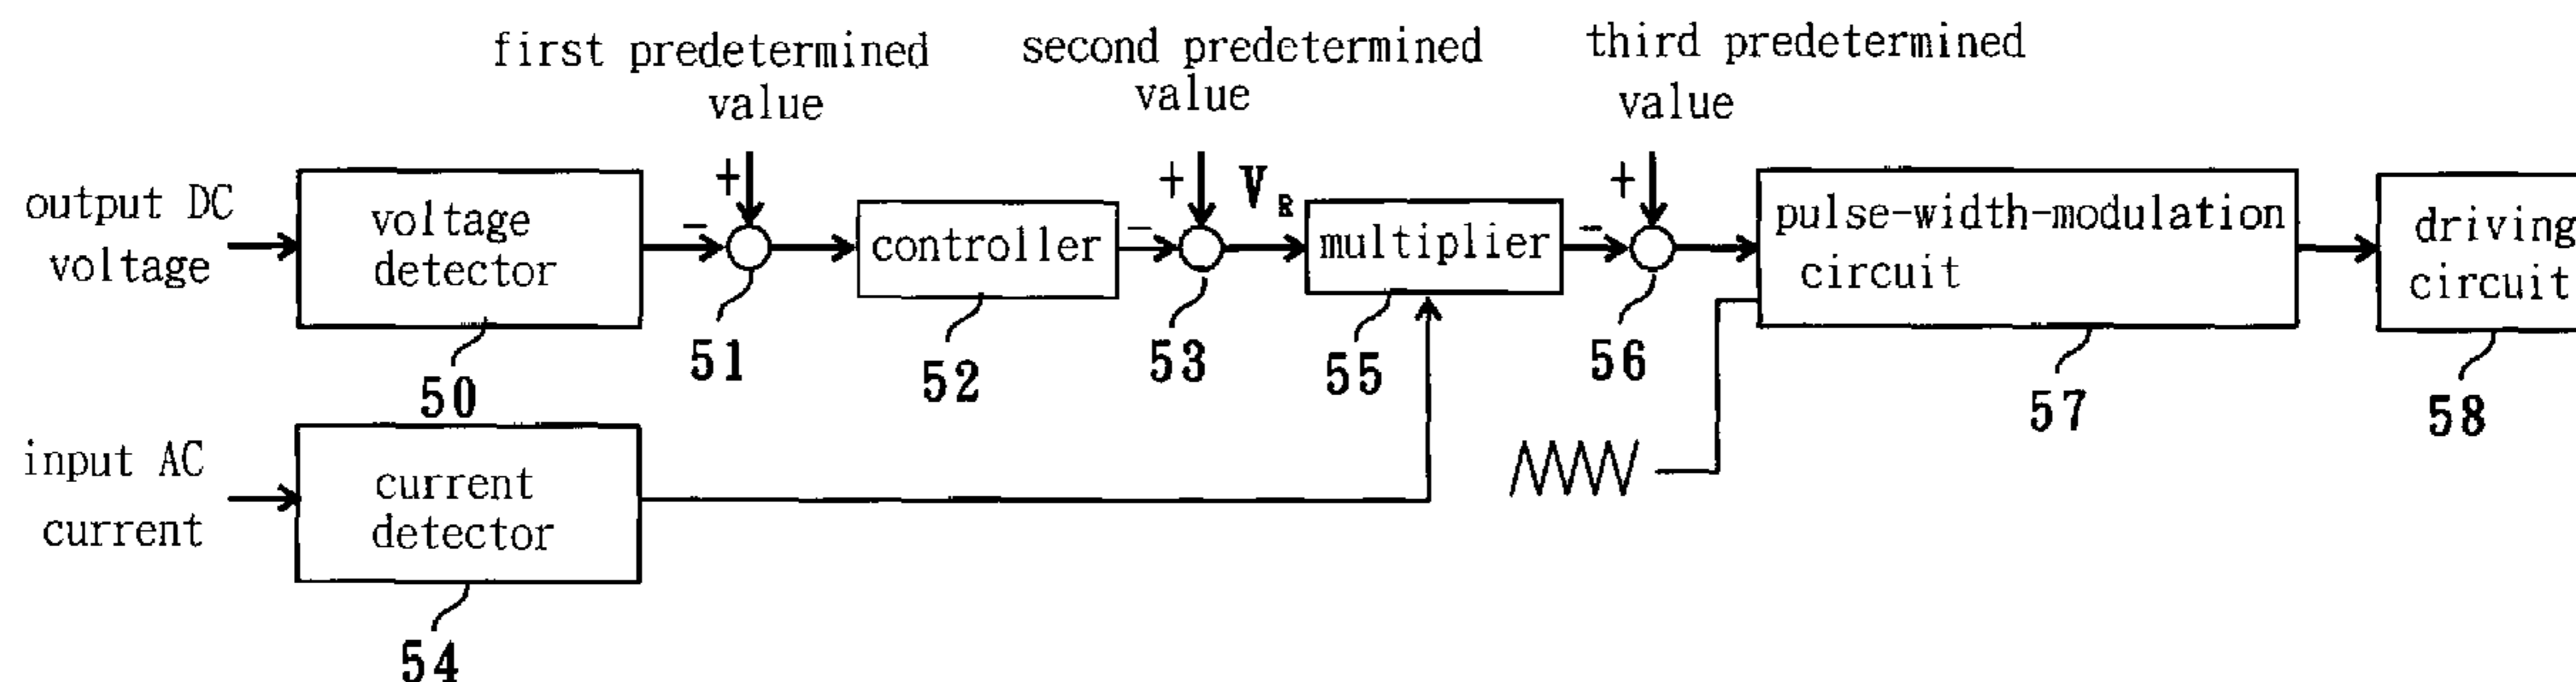 first predetermined
value
second predetermined
value
third predetermined
value
output DC
voltage
voltage
detector
+
-
controller
-
+
V R
multiplier
-
+
pulse-width-modulation
circuit
driving
circuit
50
51
52
53
55
56
57
58
input AC
current
current
detector
54